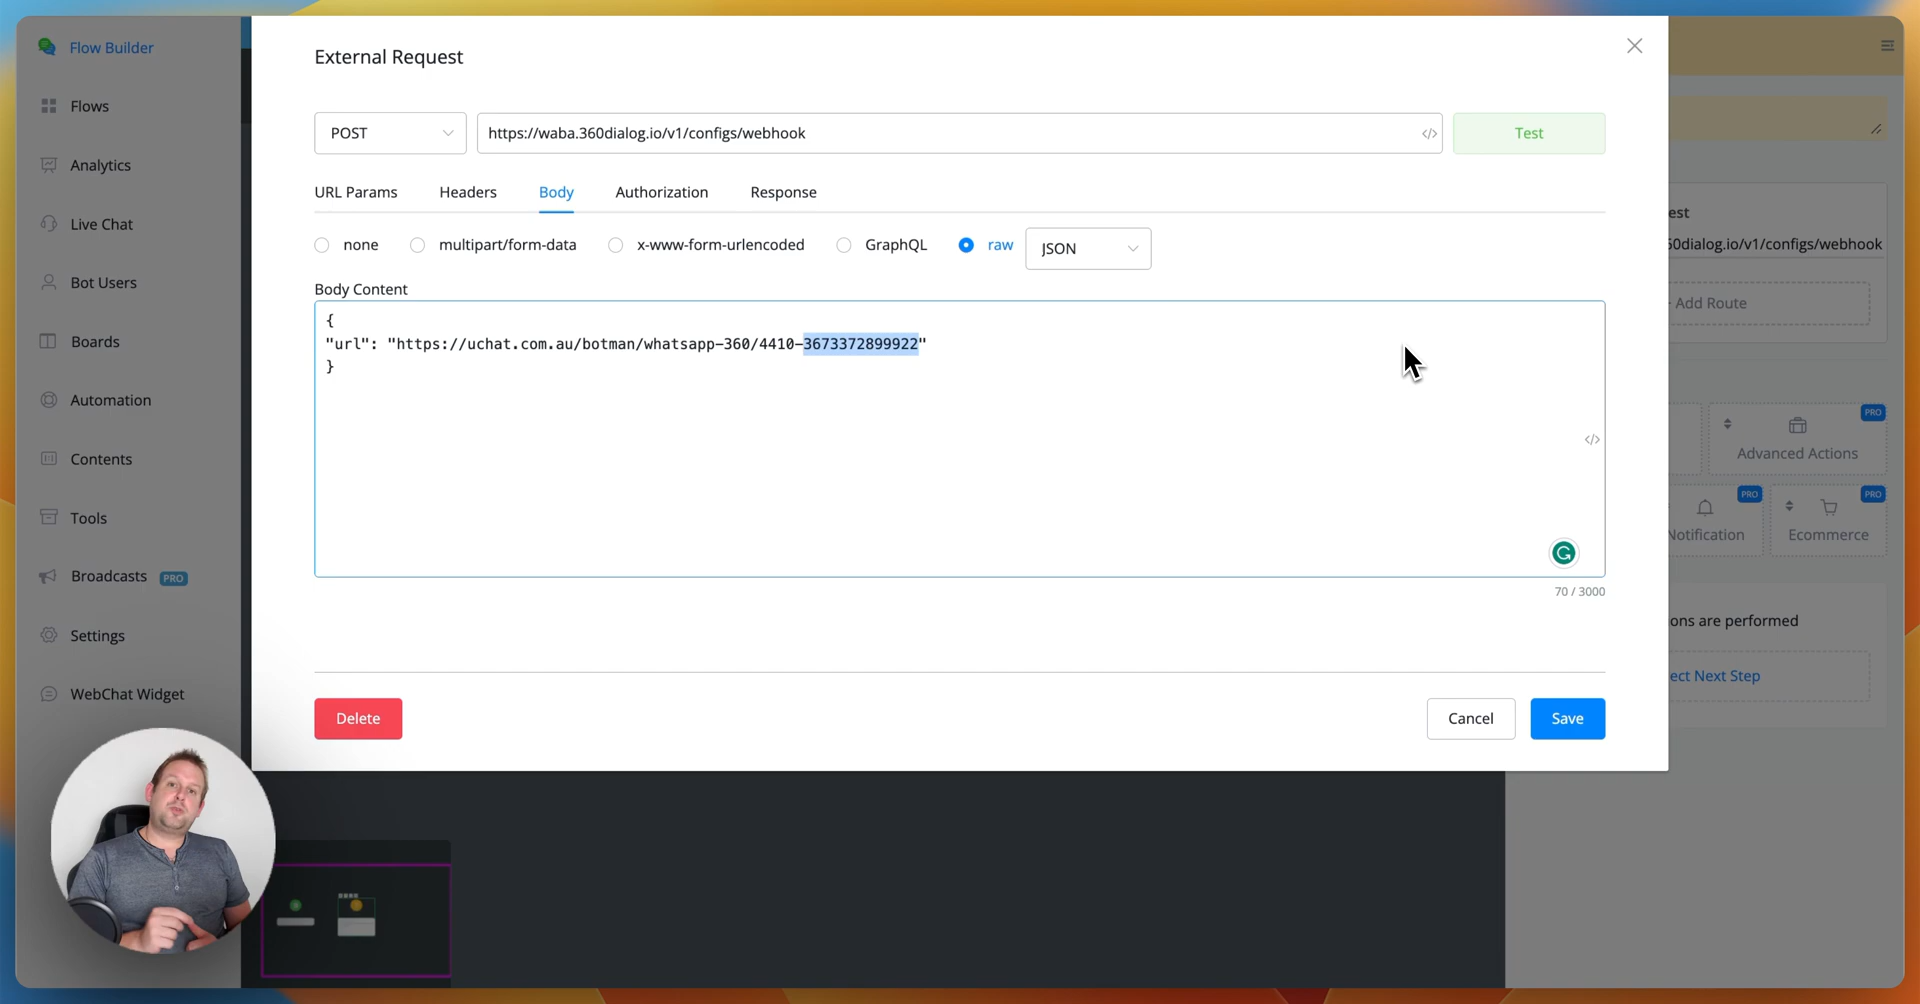 Flow Builder
Flows
Analytics
Live Chat
Bot Users
Boards
Automation
Contents
Tools
Broadcasts PRO
Settings
WebChat Widget
External Request
POST
https://waba.360dialog.io/v1/configs/webhook
</>
Test
URL Params
Headers
Body
Authorization
Response
none
multipart/form-data
x-www-form-urlencoded
GraphQL
raw
JSON
Body Content
{
"url": "https://uchat.com.au/botman/whatsapp-360/4410-3673372899922"
}
</>
70 / 3000
Delete
Cancel
Save
est
60dialog.io/v1/configs/webhook
Add Route
PRO
Advanced Actions
PRO
Notification
PRO
Ecommerce
ons are performed
ect Next Step